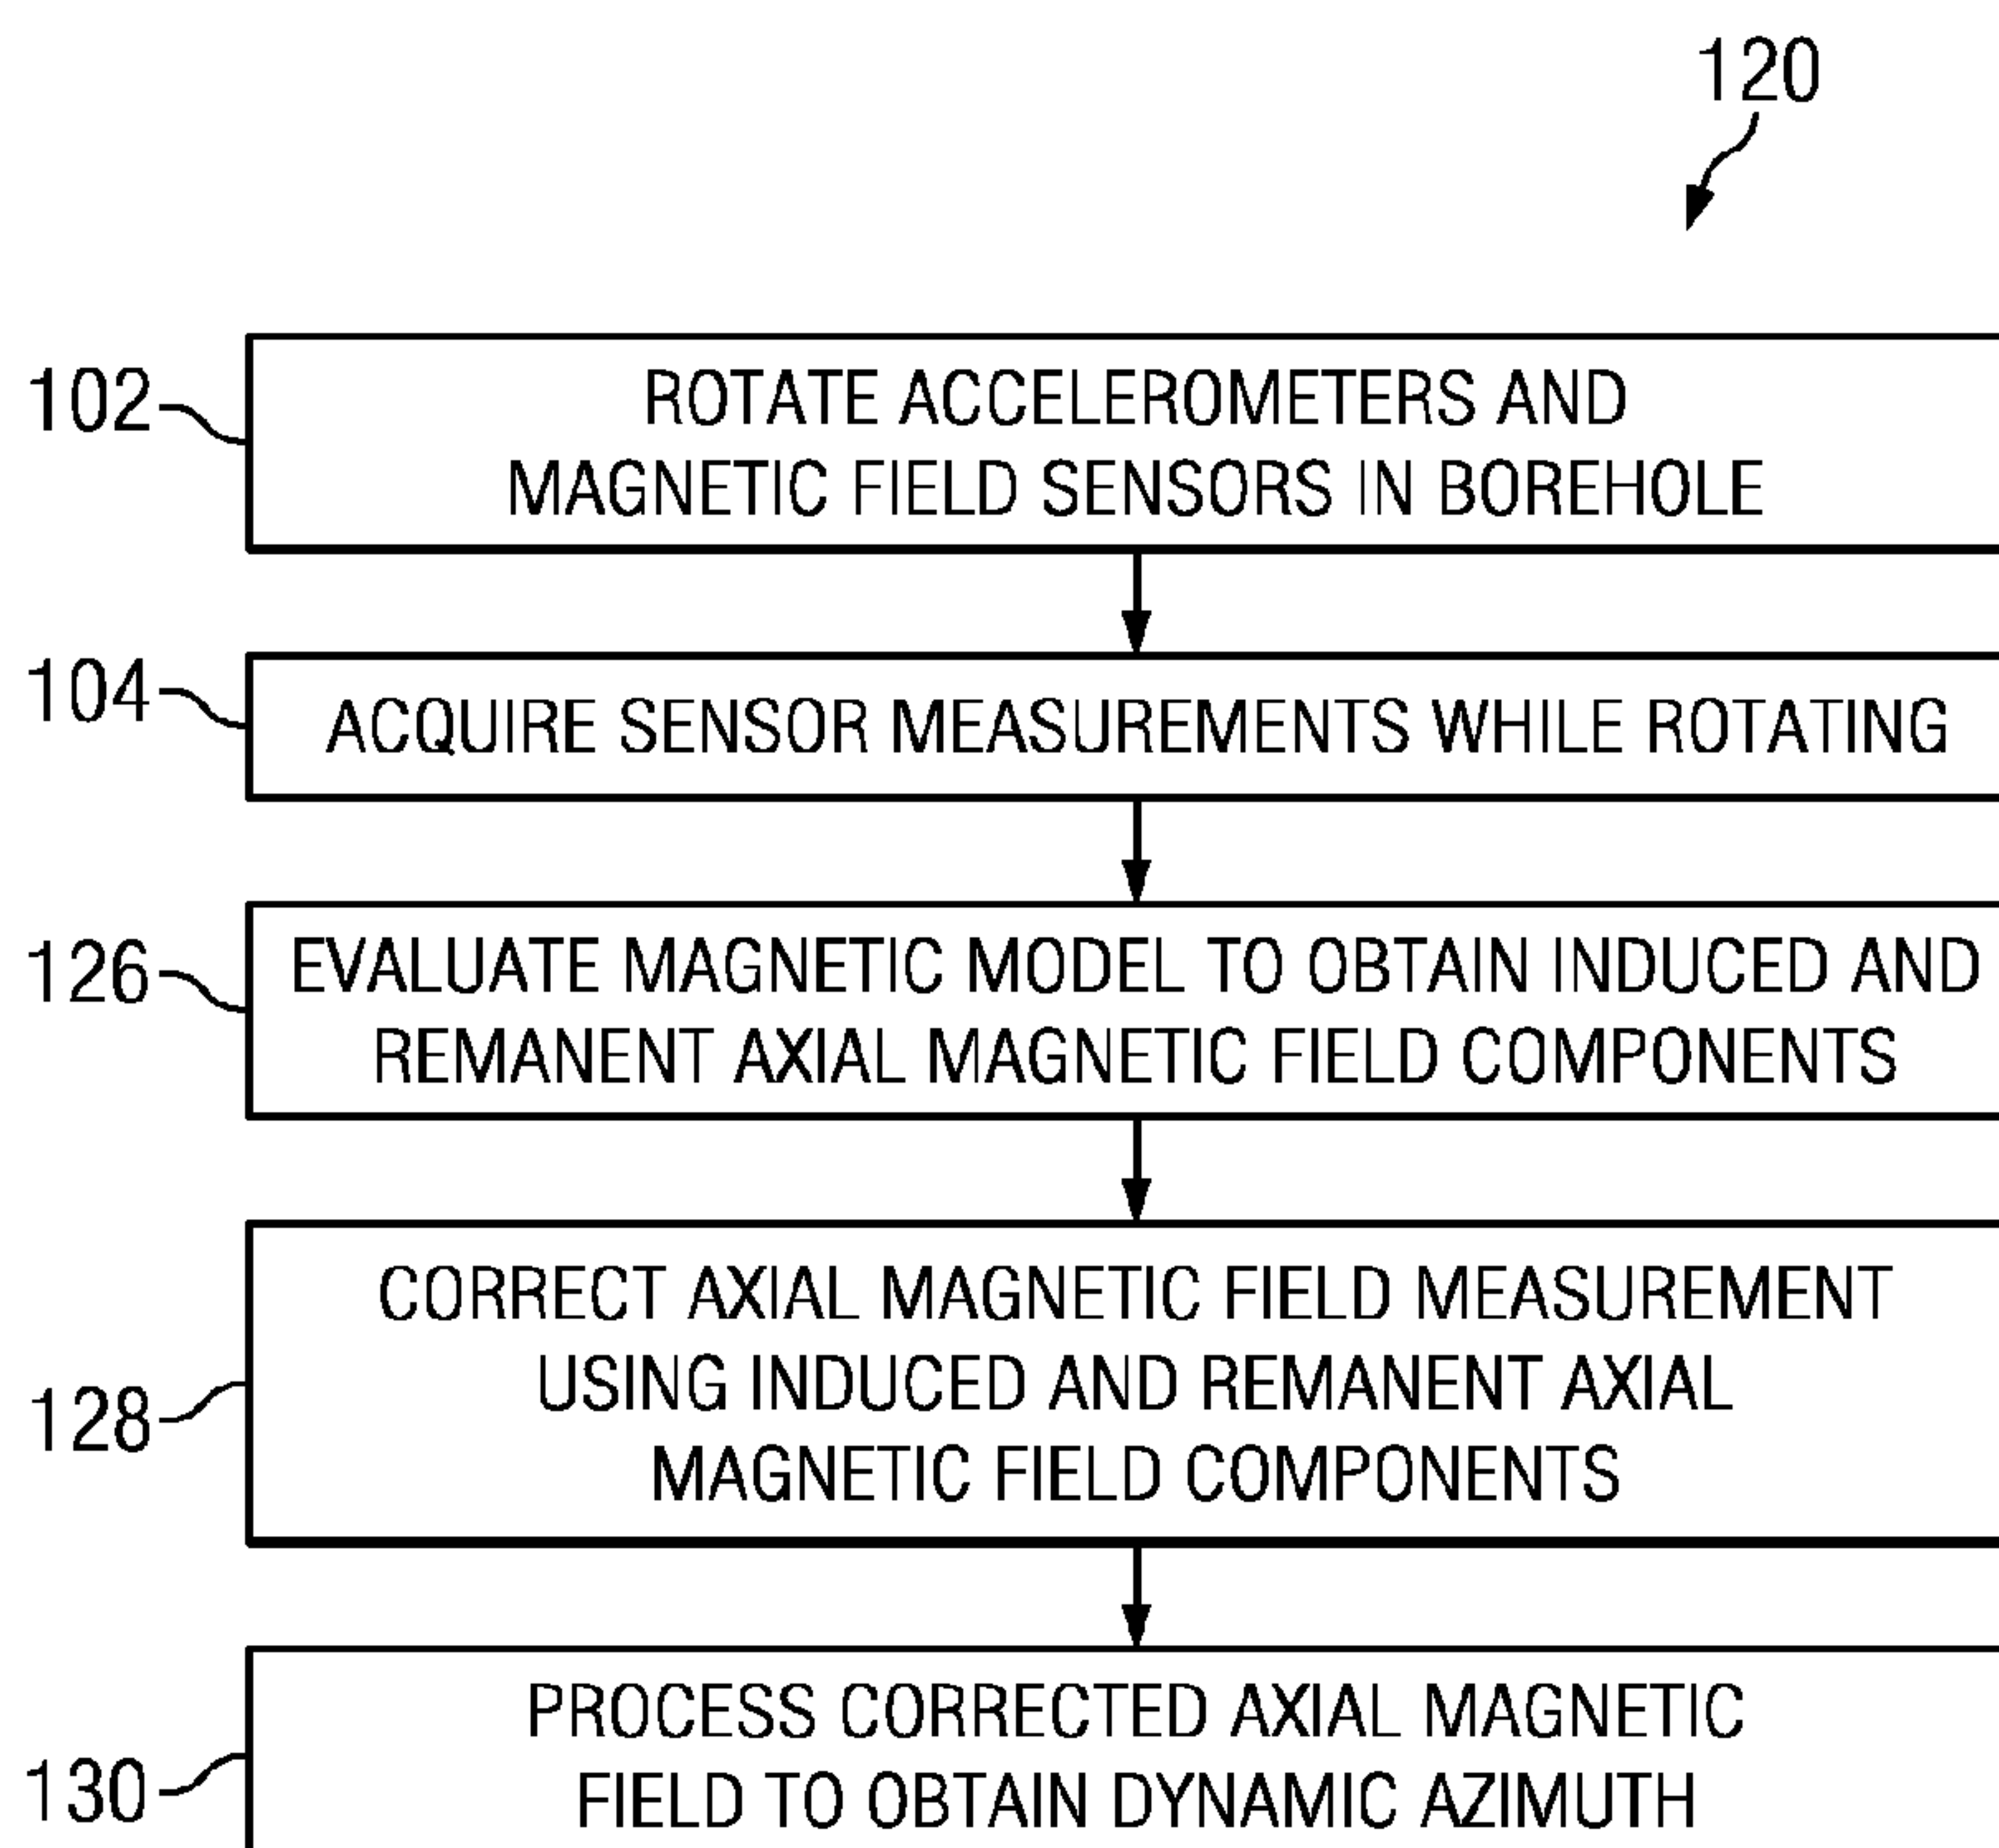 120
102
ROTATE ACCELEROMETERS AND
MAGNETIC FIELD SENSORS IN BOREHOLE
104
ACQUIRE SENSOR MEASUREMENTS WHILE ROTATING
126
EVALUATE MAGNETIC MODEL TO OBTAIN INDUCED AND
REMANENT AXIAL MAGNETIC FIELD COMPONENTS
128
CORRECT AXIAL MAGNETIC FIELD MEASUREMENT
USING INDUCED AND REMANENT AXIAL
MAGNETIC FIELD COMPONENTS
130
PROCESS CORRECTED AXIAL MAGNETIC
FIELD TO OBTAIN DYNAMIC AZIMUTH